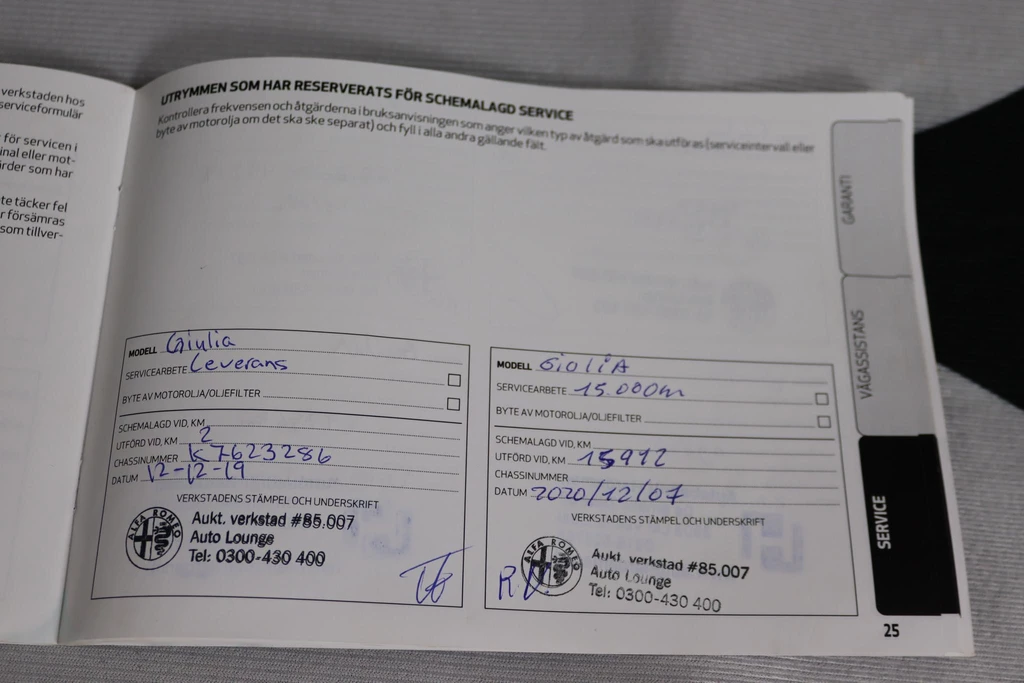 verkstaden hos
serviceformulär
för servicen i
inal eller mot-
rder som har
te täcker fel
r försämras
som tillver-
UTRYMMEN SOM HAR RESERVERATS FÖR SCHEMALAGD SERVICE
Kontrollera frekvensen och åtgärderna i bruksanvisningen som anger vilken typ av åtgärd som ska utföras (serviceintervall eller
byte av motorolja om det ska ske separat) och fyll i alla andra gällande fält.
MODELL Giulia
SERVICEARBETE Leverans
BYTE AV MOTOROLJA/OLJEFILTER
SCHEMALAGD VID, KM
UTFÖRD VID, KM 2
CHASSINUMMER K7623286
DATUM 12-12-19
VERKSTADENS STÄMPEL OCH UNDERSKRIFT
ALFA ROMEO
Aukt. verkstad #85.007
Auto Lounge
Tel: 0300-430 400
MODELL GiOLiA
SERVICEARBETE 15.000m
BYTE AV MOTOROLJA/OLJEFILTER
SCHEMALAGD VID, KM
UTFÖRD VID, KM 15912
CHASSINUMMER
DATUM 2020/12/07
VERKSTADENS STÄMPEL OCH UNDERSKRIFT
ALFA ROMEO
Aukt. verkstad #85.007
Auto Lounge
Tel: 0300-430 400
GARANTI
VÄGASSISTANS
SERVICE
25